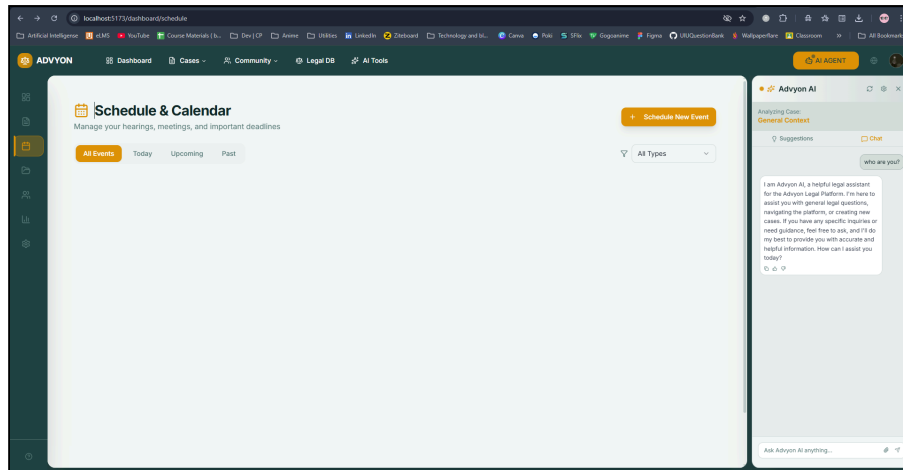 localhost:5173/dashboard/schedule
Artificial Intelligense
eLMS
YouTube
Course Materials ( b...
Dev | CP
Anime
Utilities
LinkedIn
Ziteboard
Technology and bi...
Canva
Poki
SFlix
Gogoanime
Figma
UIUQuestionBank
Wallpaperflare
Classroom
»
All Bookmarks
ADVYON
Dashboard
Cases
Community
Legal DB
AI Tools
AI AGENT
Schedule & Calendar
Manage your hearings, meetings, and important deadlines
+ Schedule New Event
All Events
Today
Upcoming
Past
All Types
Advyon AI
Analyzing Case:
General Context
Suggestions
Chat
who are you?
I am Advyon AI, a helpful legal assistant
for the Advyon Legal Platform. I'm here to
assist you with general legal questions,
navigating the platform, or creating new
cases. If you have any specific inquiries or
need guidance, feel free to ask, and I'll do
my best to provide you with accurate and
helpful information. How can I assist you
today?
Ask Advyon AI anything...